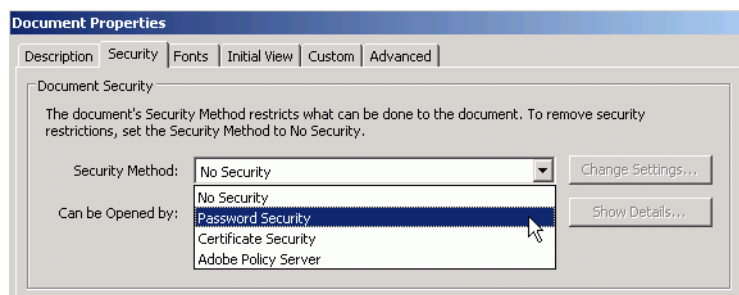 Document Properties
Description Security Fonts Initial View Custom Advanced
Document Security
The document's Security Method restricts what can be done to the document. To remove security
restrictions, set the Security Method to No Security.
Security Method: No Security Change Settings...
No Security
Can be Opened by: Password Security Show Details...
Certificate Security
Adobe Policy Server